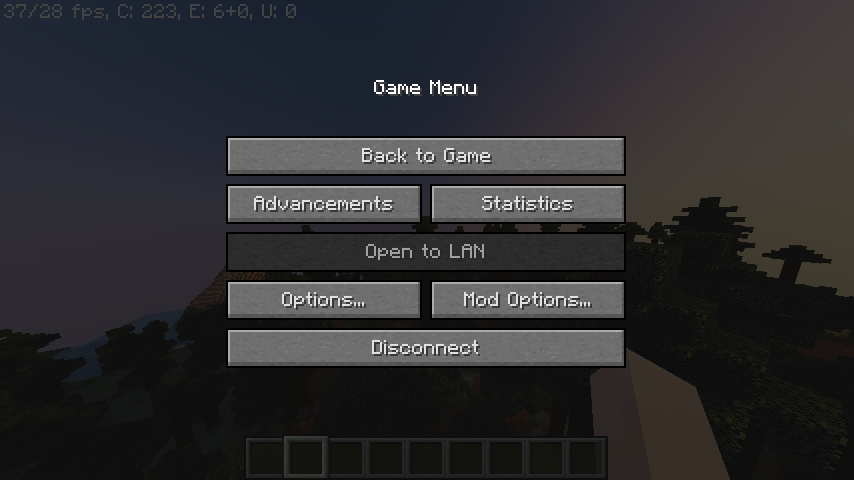 37/28 fps, C: 223, E: 6+0, U: 0
Game Menu
Back to Game
Advancements
Statistics
Open to LAN
Options...
Mod Options...
Disconnect